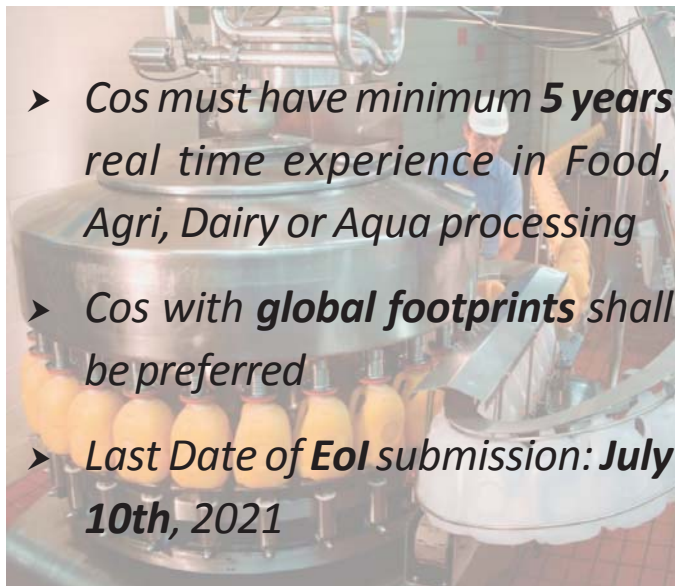 ➤ Cos must have minimum 5 years
real time experience in Food,
Agri, Dairy or Aqua processing
➤ Cos with global footprints shall
be preferred
➤ Last Date of EoI submission: July
10th, 2021